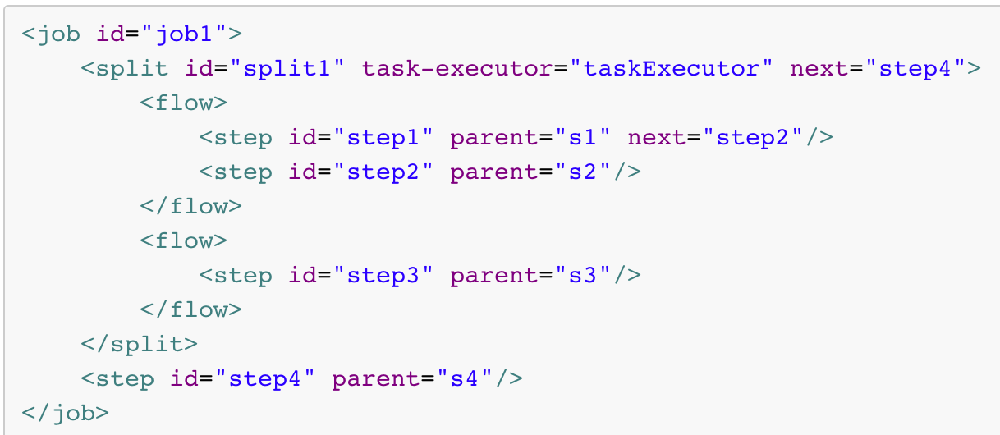 <job id="job1">
    <split id="split1" task-executor="taskExecutor" next="step4">
        <flow>
            <step id="step1" parent="s1" next="step2"/>
            <step id="step2" parent="s2"/>
        </flow>
        <flow>
            <step id="step3" parent="s3"/>
        </flow>
    </split>
    <step id="step4" parent="s4"/>
</job>